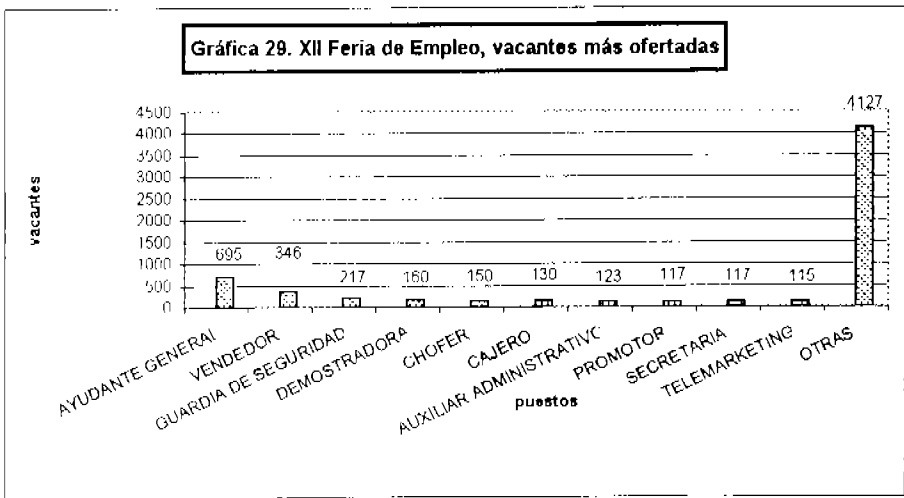 Gráfica 29. XII Feria de Empleo, vacantes más ofertadas
vacantes
4500
4000
3500
3000
2500
2000
1500
1000
500
0
695
346
217
160
150
130
123
117
117
115
4127
AYUDANTE GENERAL
VENDEDOR
GUARDIA DE SEGURIDAD
DEMOSTRADORA
CHOFER
CAJERO
AUXILIAR ADMINISTRATIVO
PROMOTOR
SECRETARIA
TELEMARKETING
OTRAS
puestos